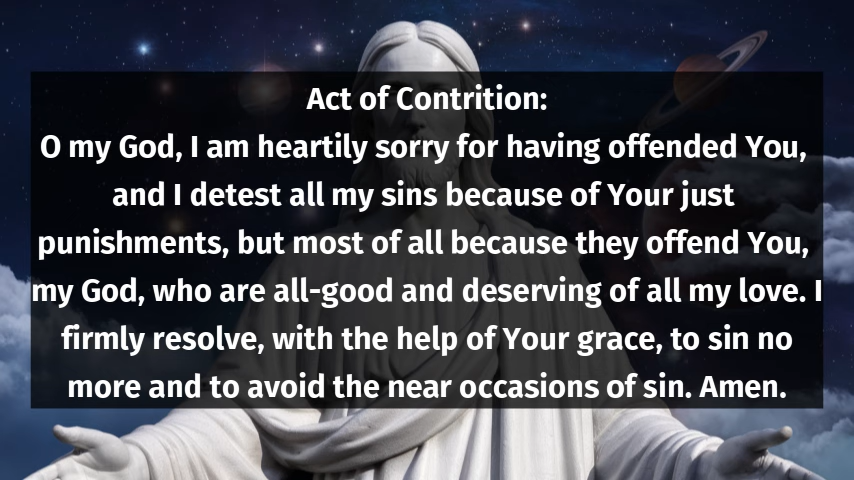 Act of Contrition:
O my God, I am heartily sorry for having offended You,
and I detest all my sins because of Your just
punishments, but most of all because they offend You,
my God, who are all-good and deserving of all my love. I
firmly resolve, with the help of Your grace, to sin no
more and to avoid the near occasions of sin. Amen.